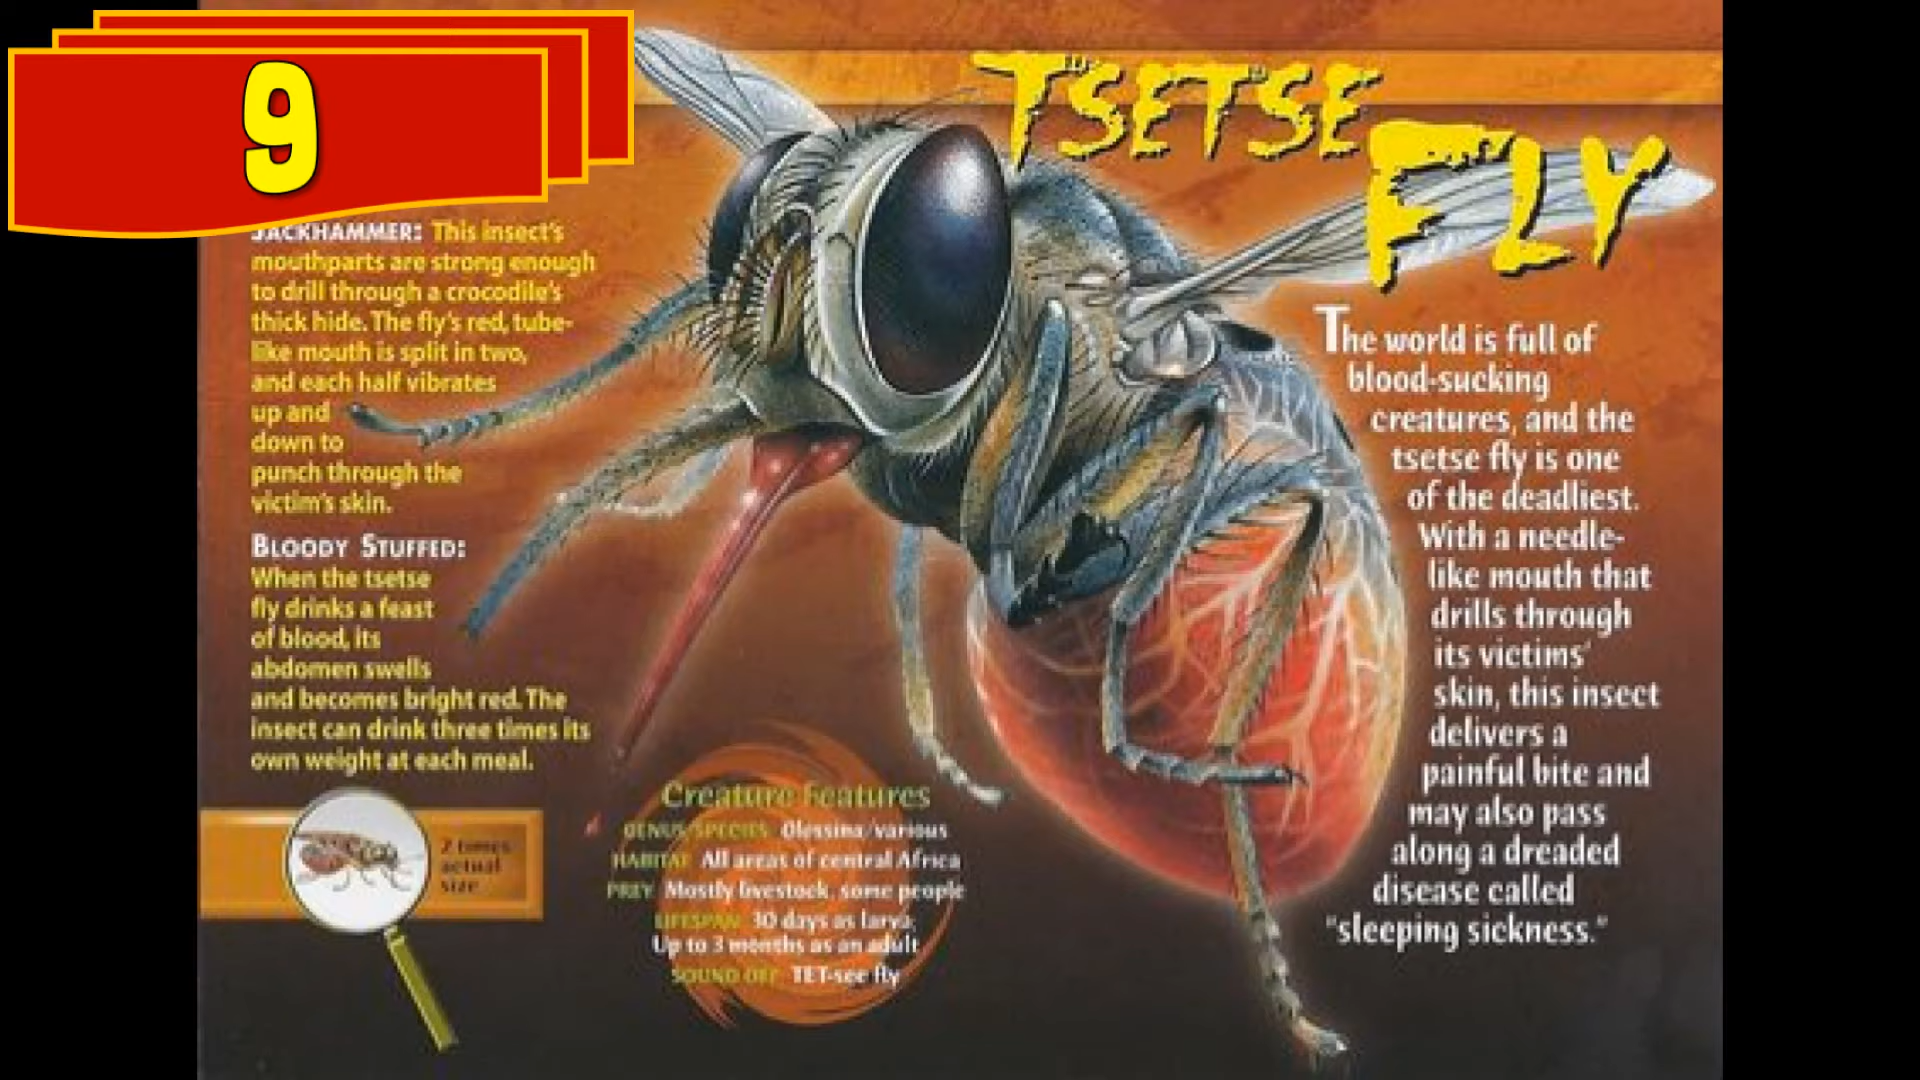 9
TSETSE
FLY
JACKHAMMER: This insect's
mouthparts are strong enough
to drill through a crocodile's
thick hide. The fly's red, tube-
like mouth is split in two,
and each half vibrates
up and
down to
punch through the
victim's skin.
BLOODY STUFFED:
When the tsetse
fly drinks a feast
of blood, its
abdomen swells
and becomes bright red. The
insect can drink three times its
own weight at each meal.
2 times
actual
size
Creature Features
GENUS/SPECIES Glossina/various
HABITAT All areas of central Africa
PREY Mostly livestock, some people
LIFESPAN 30 days as larva;
Up to 3 months as an adult
SOUND OFF TET-see fly
The world is full of
blood-sucking
creatures, and the
tsetse fly is one
of the deadliest.
With a needle-
like mouth that
drills through
its victims'
skin, this insect
delivers a
painful bite and
may also pass
along a dreaded
disease called
"sleeping sickness."